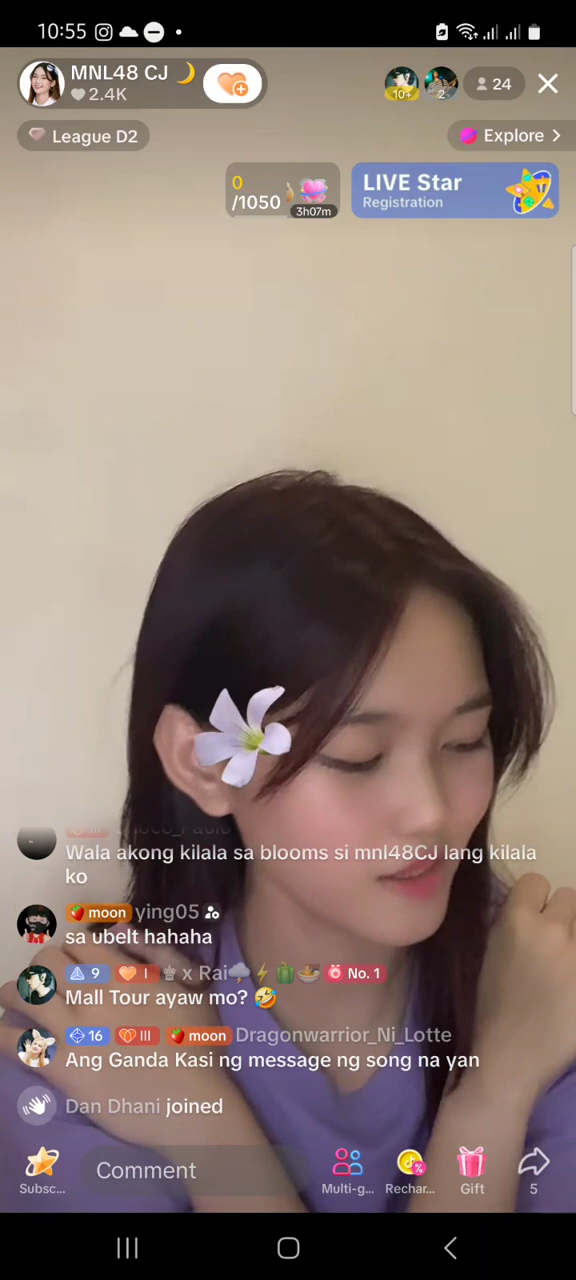 10:55
MNL48 CJ 🌙
2.4K
10+
2
24
League D2
Explore >
0
/1050
3h07m
LIVE Star
Registration
Wala akong kilala sa blooms si mnl48CJ lang kilala
ko
moon ying05
sa ubelt hahaha
9 I x Rai🌩️⚡🎁🍲 No. 1
Mall Tour ayaw mo? 🤣
16 III moon Dragonwarrior_Ni_Lotte
Ang Ganda Kasi ng message ng song na yan
Dan Dhani joined
Comment
Subsc...
Multi-g...
Rechar...
Gift
5